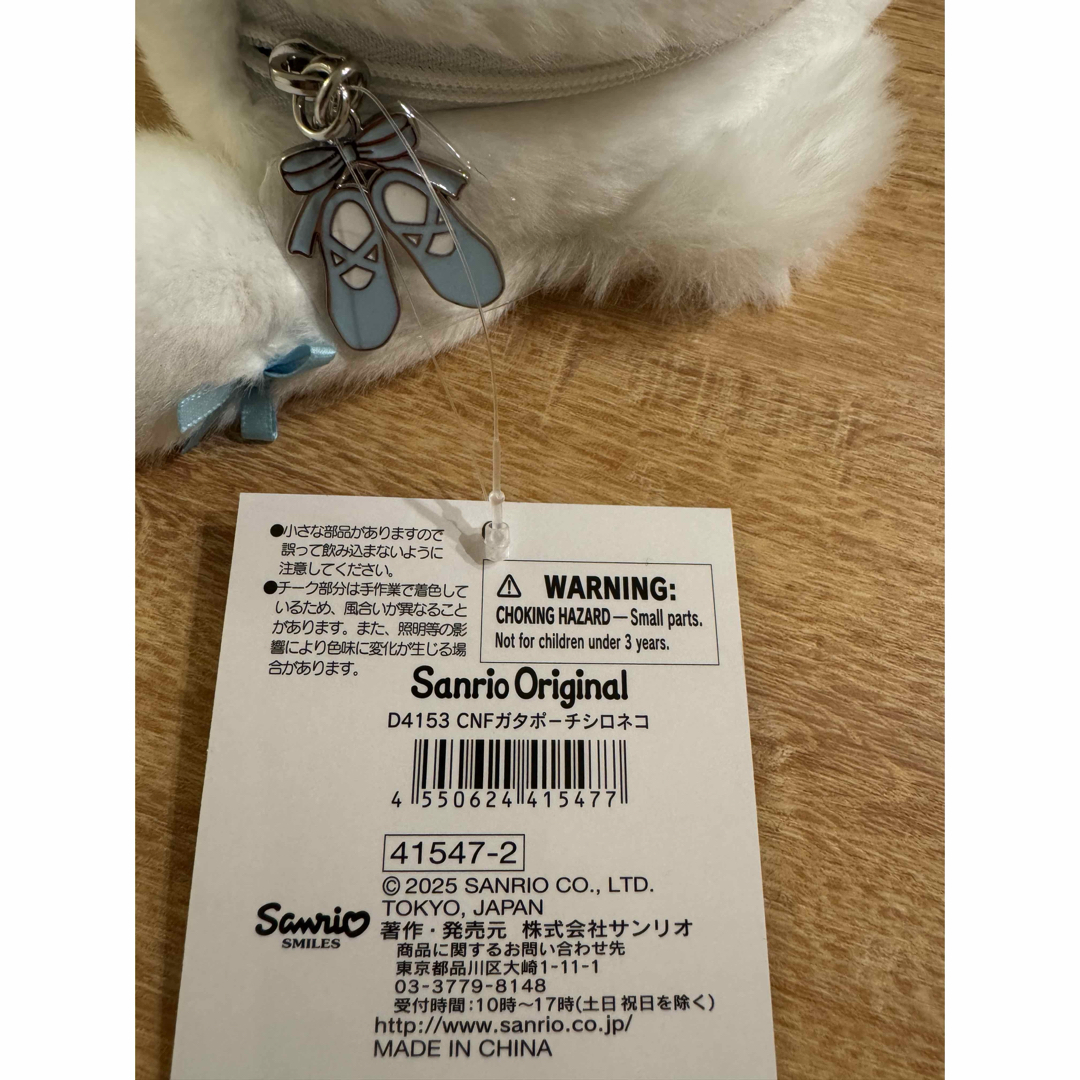 ●小さな部品がありますので
誤って飲み込まないように
注意してください。
●チーク部分は手作業で着色して
いるため、風合いが異なること
があります。また、照明等の影
響により色味に変化が生じる場
合があります。
⚠ WARNING:
CHOKING HAZARD — Small parts.
Not for children under 3 years.
Sanrio Original
D4153 CNFガタポーチシロネコ
4 550624 415477
41547-2
© 2025 SANRIO CO., LTD.
TOKYO, JAPAN
Sanrio
SMILES
著作・発売元 株式会社サンリオ
商品に関するお問い合わせ先
東京都品川区大崎1-11-1
03-3779-8148
受付時間:10時〜17時(土日祝日を除く)
http://www.sanrio.co.jp/
MADE IN CHINA